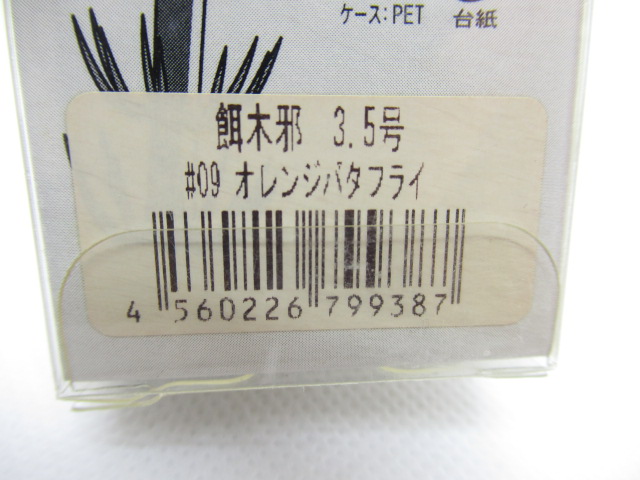 ケース:PET
台紙
餌木邪 3.5号
#09 オレンジバタフライ
4 560226 799387